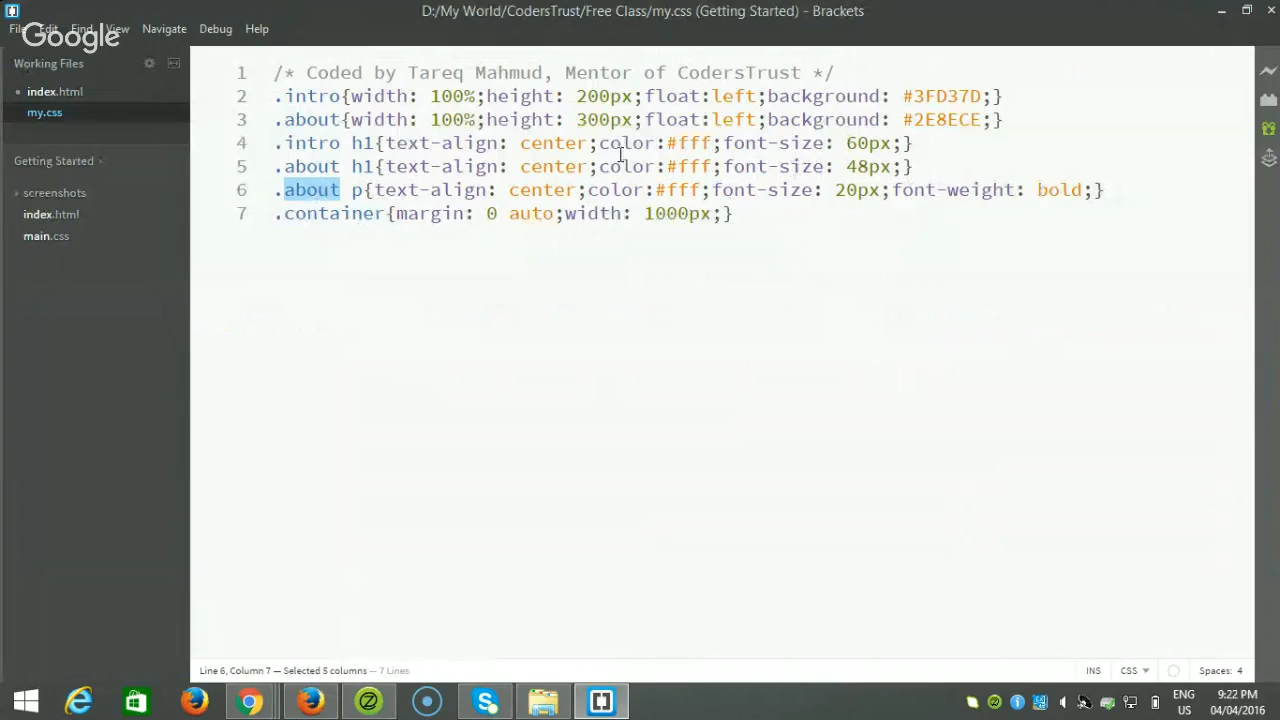 D:/My World/CodersTrust/Free Class/my.css (Getting Started) - Brackets
File Edit Find View Navigate Debug Help
Google
Working Files
index.html
my.css
Getting Started
screenshots
index.html
main.css
1 /* Coded by Tareq Mahmud, Mentor of CodersTrust */
2 .intro{width: 100%;height: 200px;float:left;background: #3FD37D;}
3 .about{width: 100%;height: 300px;float:left;background: #2E8ECE;}
4 .intro h1{text-align: center;color:#fff;font-size: 60px;}
5 .about h1{text-align: center;color:#fff;font-size: 48px;}
6 .about p{text-align: center;color:#fff;font-size: 20px;font-weight: bold;}
7 .container{margin: 0 auto;width: 1000px;}
Line 6, Column 7 — Selected 5 columns — 7 Lines
INS CSS Spaces: 4
ENG 9:22 PM
US 04/04/2016